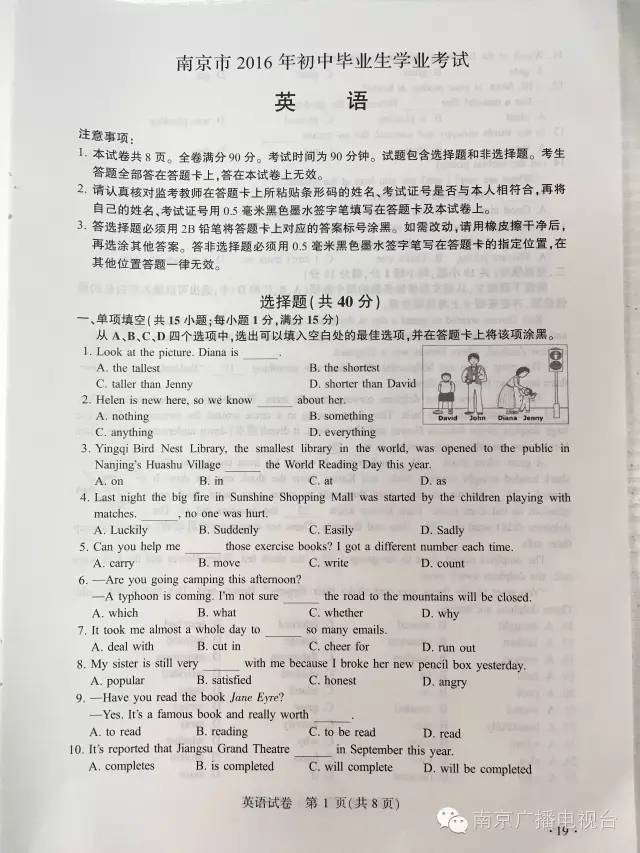 南京市 2016 年初中毕业生学业考试
英 语
注意事项:
1. 本试卷共 8 页。全卷满分 90 分。考试时间为 90 分钟。试题包含选择题和非选择题。考生
答题全部答在答题卡上,答在本试卷上无效。
2. 请认真核对监考教师在答题卡上所粘贴条形码的姓名、考试证号是否与本人相符合,再将
自己的姓名、考试证号用 0.5 毫米黑色墨水签字笔填写在答题卡及本试卷上。
3. 答选择题必须用 2B 铅笔将答题卡上对应的答案标号涂黑。如需改动,请用橡皮擦干净后,
再选涂其他答案。答非选择题必须用 0.5 毫米黑色墨水签字笔写在答题卡的指定位置,在
其他位置答题一律无效。
选择题(共 40 分)
一、单项填空(共 15 小题;每小题 1 分,满分 15 分)
从 A、B、C、D 四个选项中,选出可以填入空白处的最佳选项,并在答题卡上将该项涂黑。
1. Look at the picture. Diana is ______.
A. the tallest B. the shortest
C. taller than Jenny D. shorter than David
David John Diana Jenny
2. Helen is new here, so we know ______ about her.
A. nothing B. something
C. anything D. everything
3. Yingqi Bird Nest Library, the smallest library in the world, was opened to the public in
Nanjing's Huashu Village ______ the World Reading Day this year.
A. on B. in C. at D. as
4. Last night the big fire in Sunshine Shopping Mall was started by the children playing with
matches. ______, no one was hurt.
A. Luckily B. Suddenly C. Easily D. Sadly
5. Can you help me ______ those exercise books? I got a different number each time.
A. carry B. move C. write D. count
6. —Are you going camping this afternoon?
—A typhoon is coming. I'm not sure ______ the road to the mountains will be closed.
A. which B. what C. whether D. why
7. It took me almost a whole day to ______ so many emails.
A. deal with B. cut in C. cheer for D. run out
8. My sister is still very ______ with me because I broke her new pencil box yesterday.
A. popular B. satisfied C. honest D. angry
9. —Have you read the book Jane Eyre?
—Yes. It's a famous book and really worth ______.
A. to read B. reading C. to be read D. read
10. It's reported that Jiangsu Grand Theatre ______ in September this year.
A. completes B. is completed C. will complete D. will be completed
英语试卷 第 1 页(共 8 页)
南京广播电视台
· 19 ·